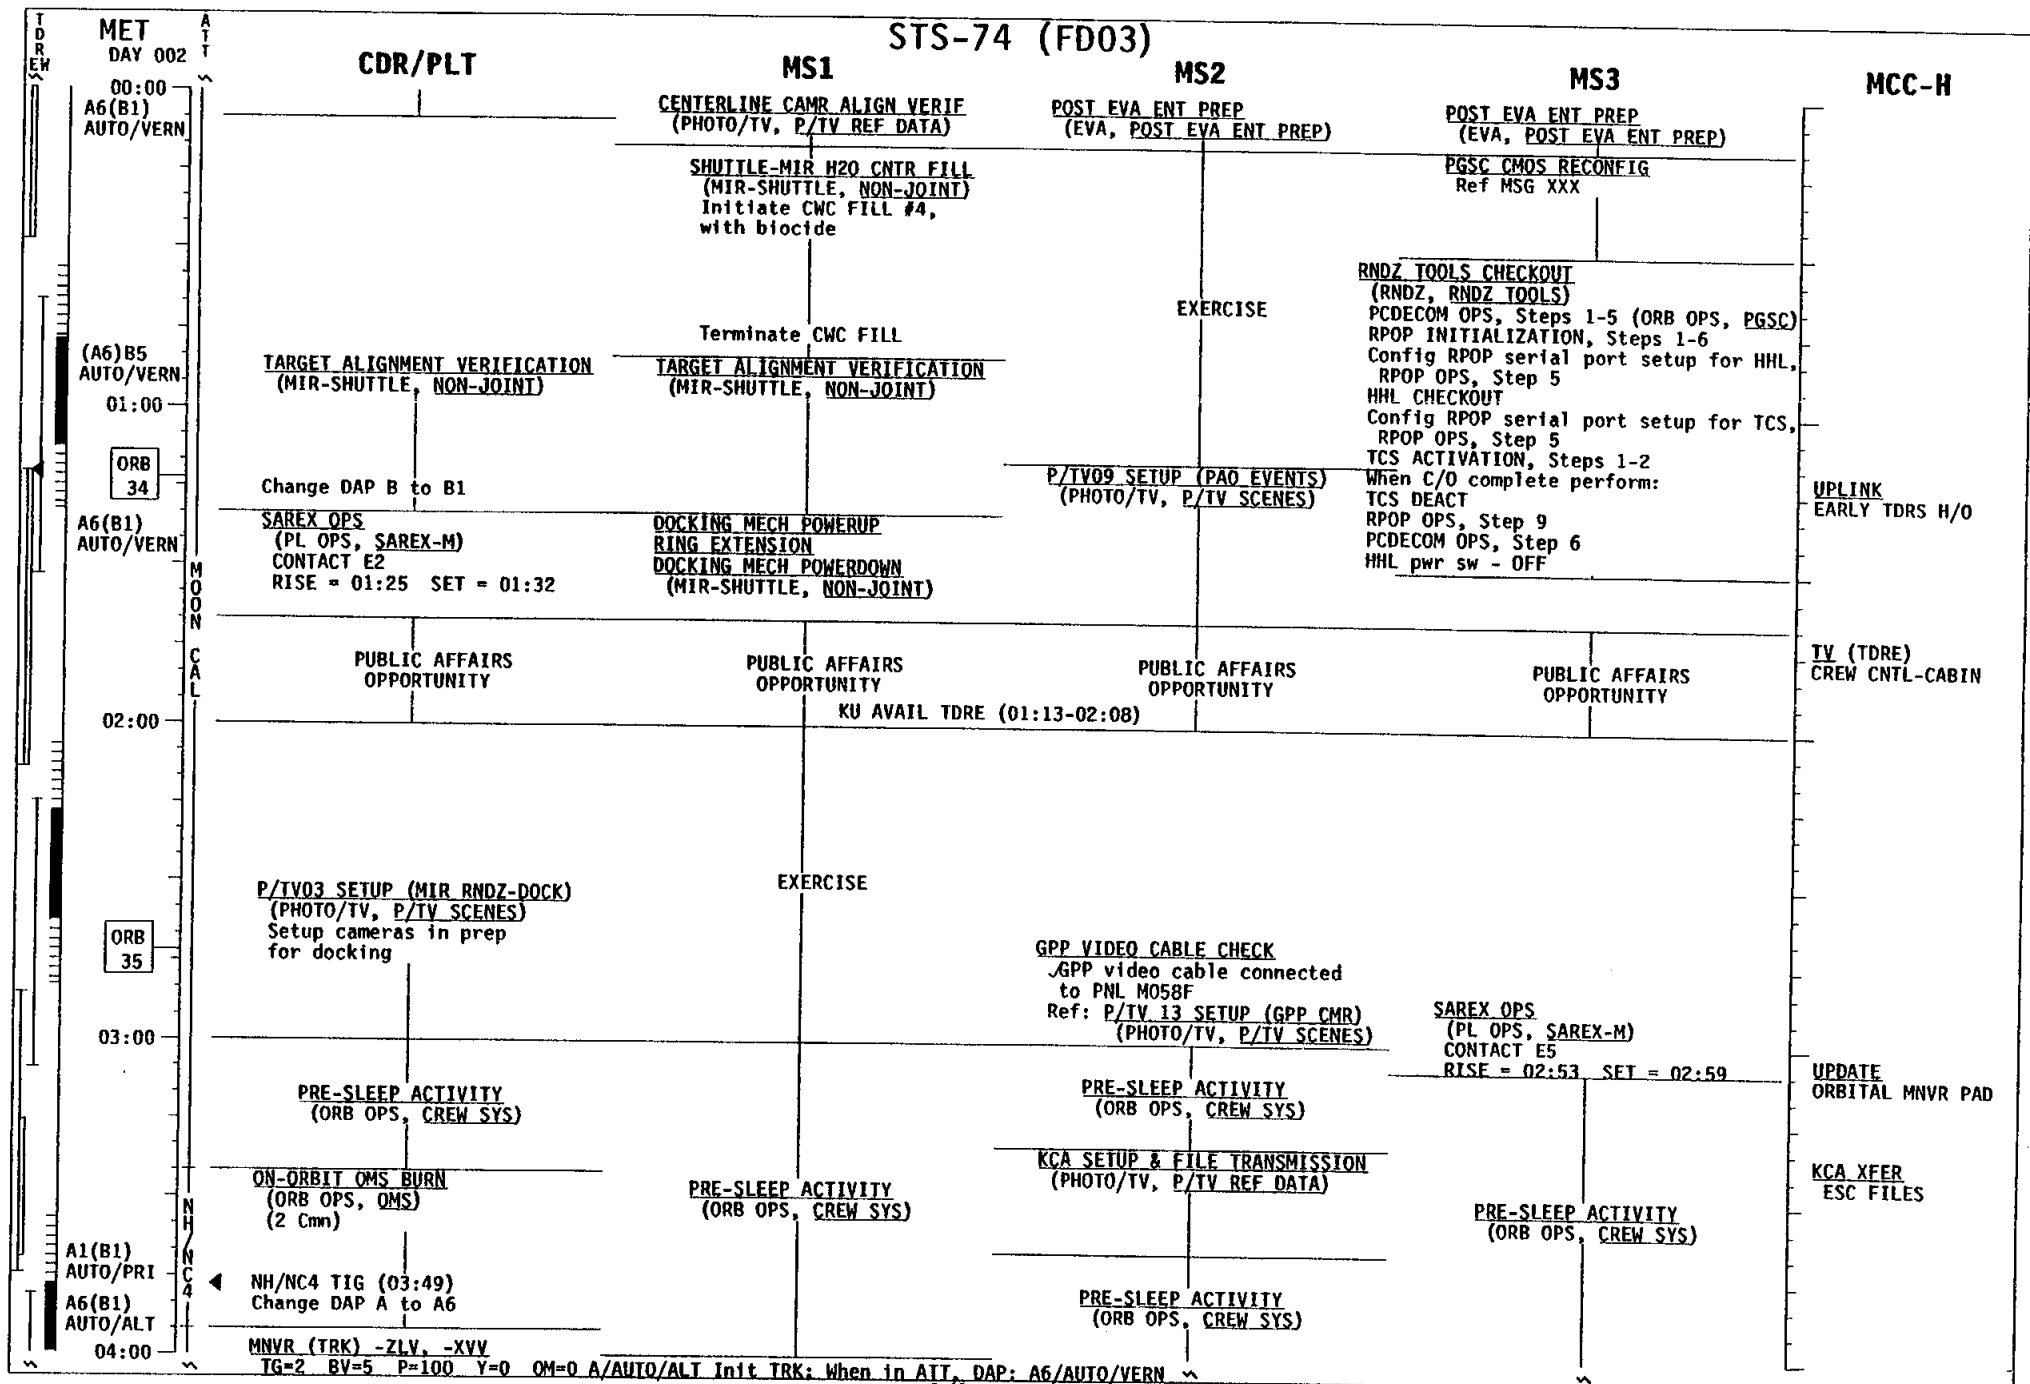 STS-74 (FD03)
TDREW
MET
DAY 002
ATT
CDR/PLT
MS1
MS2
MS3
MCC-H
00:00
A6(B1)
AUTO/VERN
(A6)B5
AUTO/VERN
01:00
ORB
34
A6(B1)
AUTO/VERN
MOON CAL
02:00
ORB
35
03:00
NH/NC4
A1(B1)
AUTO/PRI
A6(B1)
AUTO/ALT
04:00
TARGET ALIGNMENT VERIFICATION
(MIR-SHUTTLE, NON-JOINT)
Change DAP B to B1
SAREX OPS
(PL OPS, SAREX-M)
CONTACT E2
RISE = 01:25 SET = 01:32
PUBLIC AFFAIRS
OPPORTUNITY
P/TV03 SETUP (MIR RNDZ-DOCK)
(PHOTO/TV, P/TV SCENES)
Setup cameras in prep
for docking
PRE-SLEEP ACTIVITY
(ORB OPS, CREW SYS)
ON-ORBIT OMS BURN
(ORB OPS, OMS)
(2 Cmn)
NH/NC4 TIG (03:49)
Change DAP A to A6
MNVR (TRK) -ZLV, -XVV
TG=2 BV=5 P=100 Y=0 OM=0 A/AUTO/ALT Init TRK; When in ATT, DAP: A6/AUTO/VERN
CENTERLINE CAMR ALIGN VERIF
(PHOTO/TV, P/TV REF DATA)
SHUTTLE-MIR H2O CNTR FILL
(MIR-SHUTTLE, NON-JOINT)
Initiate CWC FILL #4,
with biocide
Terminate CWC FILL
TARGET ALIGNMENT VERIFICATION
(MIR-SHUTTLE, NON-JOINT)
DOCKING MECH POWERUP
RING EXTENSION
DOCKING MECH POWERDOWN
(MIR-SHUTTLE, NON-JOINT)
PUBLIC AFFAIRS
OPPORTUNITY
KU AVAIL TDRE (01:13-02:08)
EXERCISE
PRE-SLEEP ACTIVITY
(ORB OPS, CREW SYS)
POST EVA ENT PREP
(EVA, POST EVA ENT PREP)
EXERCISE
P/TV09 SETUP (PAO EVENTS)
(PHOTO/TV, P/TV SCENES)
PUBLIC AFFAIRS
OPPORTUNITY
GPP VIDEO CABLE CHECK
✓GPP video cable connected
to PNL MO58F
Ref: P/TV 13 SETUP (GPP CMR)
(PHOTO/TV, P/TV SCENES)
PRE-SLEEP ACTIVITY
(ORB OPS, CREW SYS)
KCA SETUP & FILE TRANSMISSION
(PHOTO/TV, P/TV REF DATA)
PRE-SLEEP ACTIVITY
(ORB OPS, CREW SYS)
POST EVA ENT PREP
(EVA, POST EVA ENT PREP)
PGSC CMOS RECONFIG
Ref MSG XXX
RNDZ TOOLS CHECKOUT
(RNDZ, RNDZ TOOLS)
PCDECOM OPS, Steps 1-5 (ORB OPS, PGSC)
RPOP INITIALIZATION, Steps 1-6
Config RPOP serial port setup for HHL,
RPOP OPS, Step 5
HHL CHECKOUT
Config RPOP serial port setup for TCS,
RPOP OPS, Step 5
TCS ACTIVATION, Steps 1-2
When C/O complete perform:
TCS DEACT
RPOP OPS, Step 9
PCDECOM OPS, Step 6
HHL pwr sw - OFF
PUBLIC AFFAIRS
OPPORTUNITY
SAREX OPS
(PL OPS, SAREX-M)
CONTACT E5
RISE = 02:53 SET = 02:59
PRE-SLEEP ACTIVITY
(ORB OPS, CREW SYS)
UPLINK
EARLY TDRS H/O
TV (TDRE)
CREW CNTL-CABIN
UPDATE
ORBITAL MNVR PAD
KCA XFER
ESC FILES